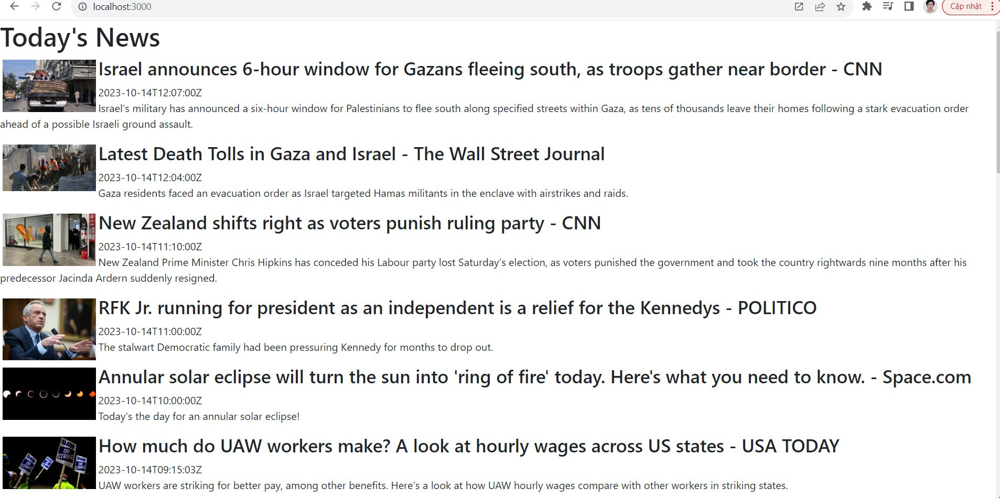 localhost:3000
Cập nhật
Today's News
Israel announces 6-hour window for Gazans fleeing south, as troops gather near border - CNN
2023-10-14T12:07:00Z
Israel’s military has announced a six-hour window for Palestinians to flee south along specified streets within Gaza, as tens of thousands leave their homes following a stark evacuation order
ahead of a possible Israeli ground assault.
Latest Death Tolls in Gaza and Israel - The Wall Street Journal
2023-10-14T12:04:00Z
Gaza residents faced an evacuation order as Israel targeted Hamas militants in the enclave with airstrikes and raids.
New Zealand shifts right as voters punish ruling party - CNN
2023-10-14T11:10:00Z
New Zealand Prime Minister Chris Hipkins has conceded his Labour party lost Saturday’s election, as voters punished the government and took the country rightwards nine months after his
predecessor Jacinda Ardern suddenly resigned.
RFK Jr. running for president as an independent is a relief for the Kennedys - POLITICO
2023-10-14T11:00:00Z
The stalwart Democratic family had been pressuring Kennedy for months to drop out.
Annular solar eclipse will turn the sun into 'ring of fire' today. Here's what you need to know. - Space.com
2023-10-14T10:00:00Z
Today's the day for an annular solar eclipse!
UAW
ON
STRIKE
UAW
ON
STRIKE
UAW
UAW
ON
STRIKE
How much do UAW workers make? A look at hourly wages across US states - USA TODAY
2023-10-14T09:15:03Z
UAW workers are striking for better pay, among other benefits. Here's a look at how UAW hourly wages compare with other workers in striking states.